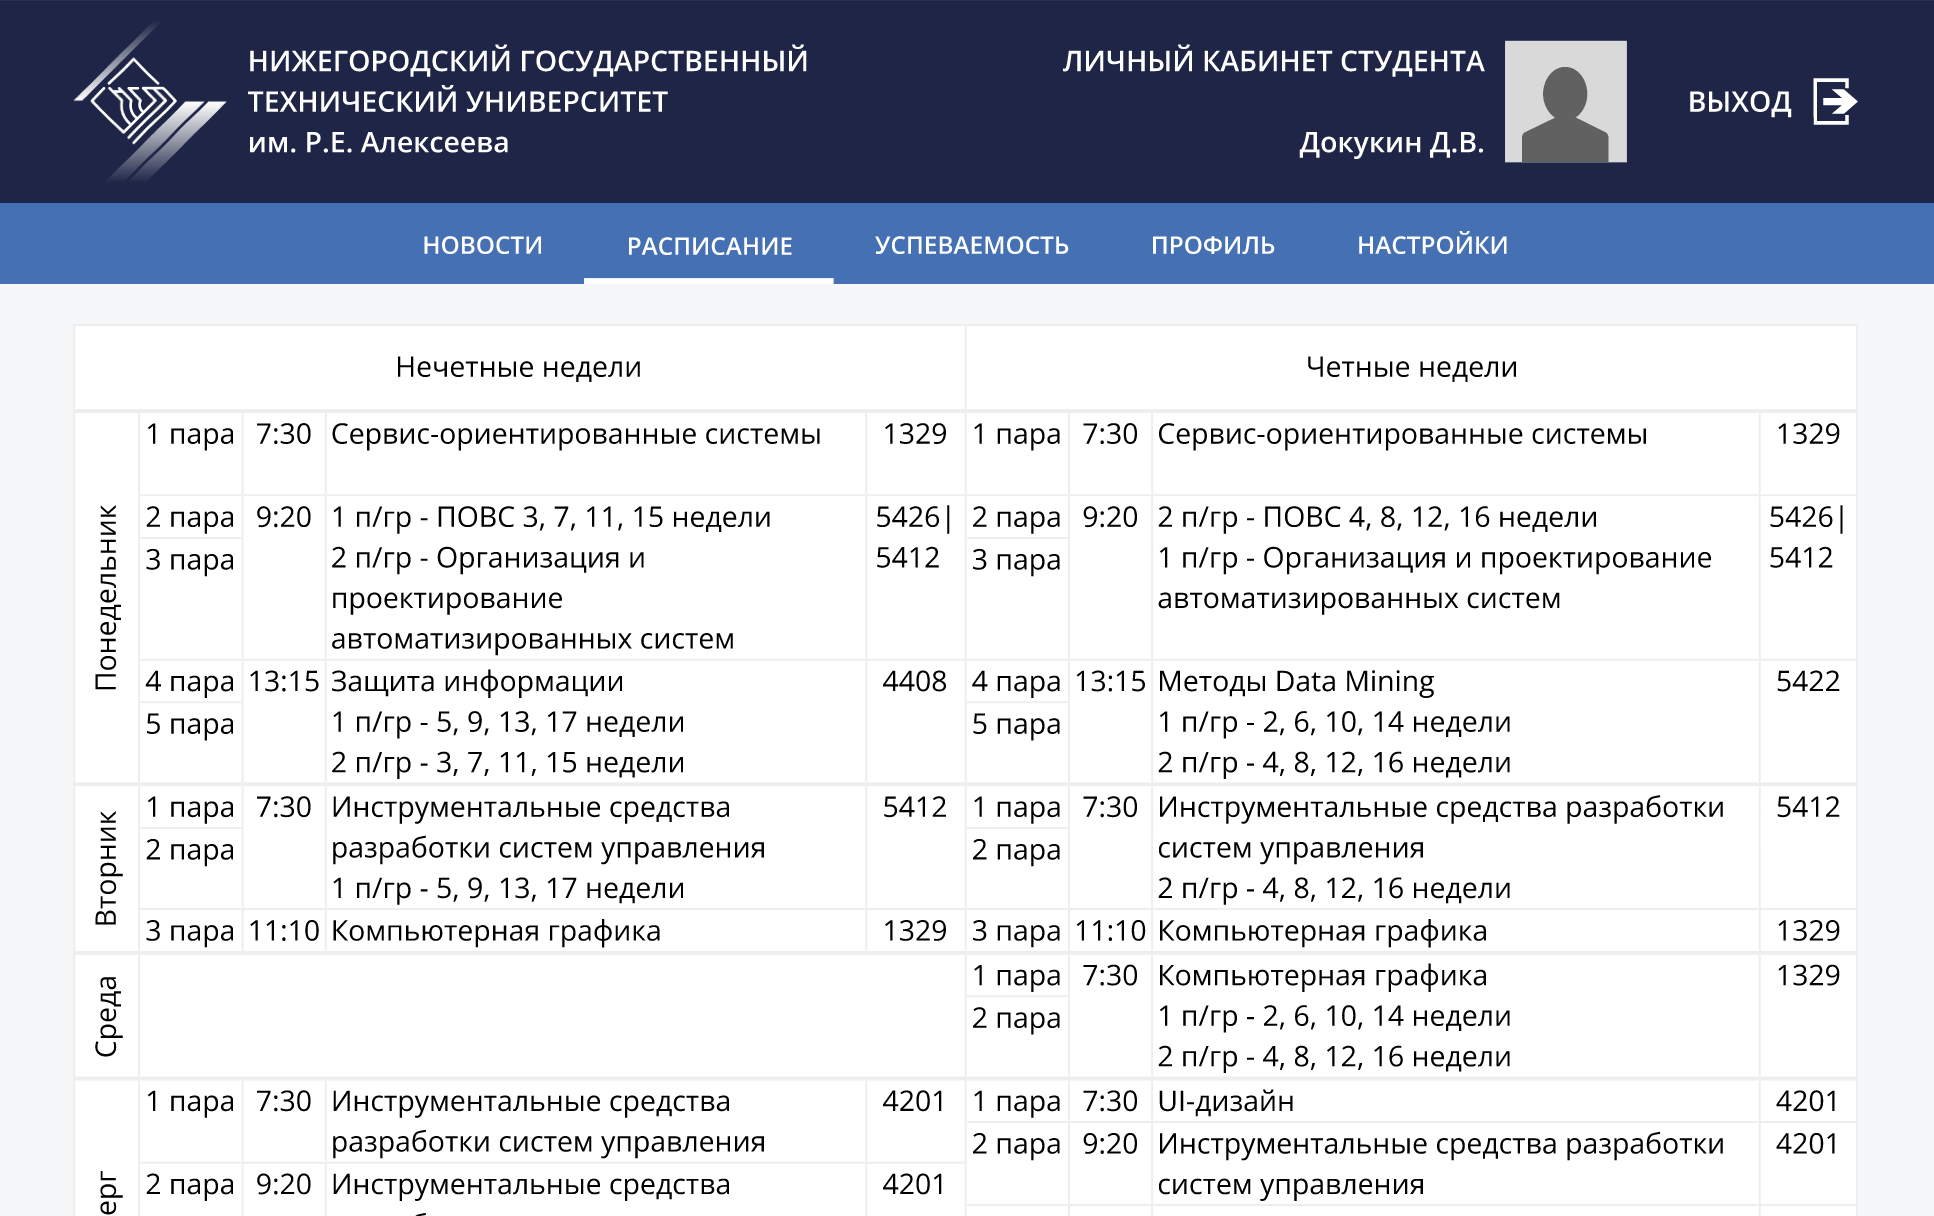 НИЖЕГОРОДСКИЙ ГОСУДАРСТВЕННЫЙ
ТЕХНИЧЕСКИЙ УНИВЕРСИТЕТ
им. Р.Е. Алексеева
ЛИЧНЫЙ КАБИНЕТ СТУДЕНТА
Докукин Д.В.
ВЫХОД
НОВОСТИ РАСПИСАНИЕ УСПЕВАЕМОСТЬ ПРОФИЛЬ НАСТРОЙКИ
Нечетные недели Четные недели
Понедельник
1 пара 7:30 Сервис-ориентированные системы 1329 1 пара 7:30 Сервис-ориентированные системы 1329
2 пара 9:20 1 п/гр - ПОВС 3, 7, 11, 15 недели 5426| 2 пара 9:20 2 п/гр - ПОВС 4, 8, 12, 16 недели 5426|
3 пара 2 п/гр - Организация и 5412 3 пара 1 п/гр - Организация и проектирование 5412
проектирование автоматизированных систем
автоматизированных систем
4 пара 13:15 Защита информации 4408 4 пара 13:15 Методы Data Mining 5422
5 пара 1 п/гр - 5, 9, 13, 17 недели 5 пара 1 п/гр - 2, 6, 10, 14 недели
2 п/гр - 3, 7, 11, 15 недели 2 п/гр - 4, 8, 12, 16 недели
Вторник
1 пара 7:30 Инструментальные средства 5412 1 пара 7:30 Инструментальные средства разработки 5412
2 пара разработки систем управления 2 пара систем управления
1 п/гр - 5, 9, 13, 17 недели 2 п/гр - 4, 8, 12, 16 недели
3 пара 11:10 Компьютерная графика 1329 3 пара 11:10 Компьютерная графика 1329
Среда
1 пара 7:30 Компьютерная графика 1329
2 пара 1 п/гр - 2, 6, 10, 14 недели
2 п/гр - 4, 8, 12, 16 недели
ерг
1 пара 7:30 Инструментальные средства 4201 1 пара 7:30 UI-дизайн 4201
разработки систем управления 2 пара 9:20 Инструментальные средства разработки 4201
2 пара 9:20 Инструментальные средства 4201 систем управления